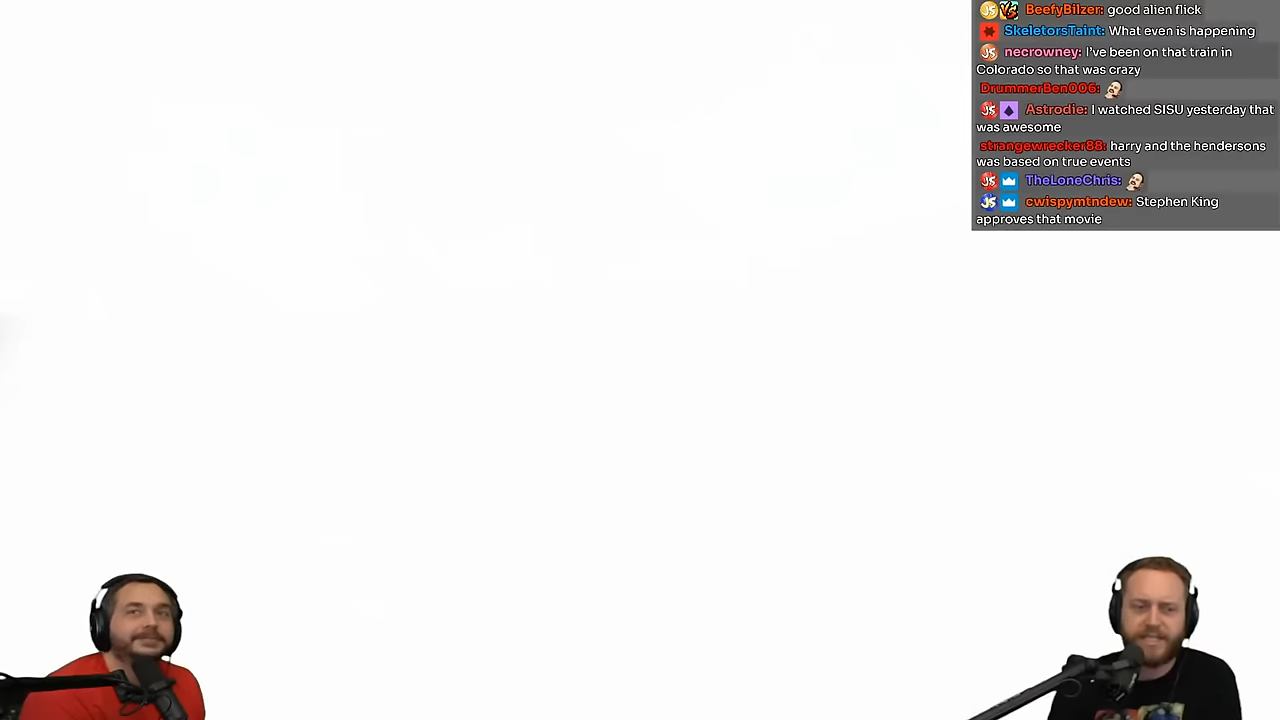 BeefyBilzer: good alien flick
SkeletorsTaint: What even is happening
necrowney: I've been on that train in
Colorado so that was crazy
DrummerBen006:
Astrodie: I watched SISU yesterday that
was awesome
strangewrecker88: harry and the hendersons
was based on true events
TheLoneChris:
cwispymtndew: Stephen King
approves that movie